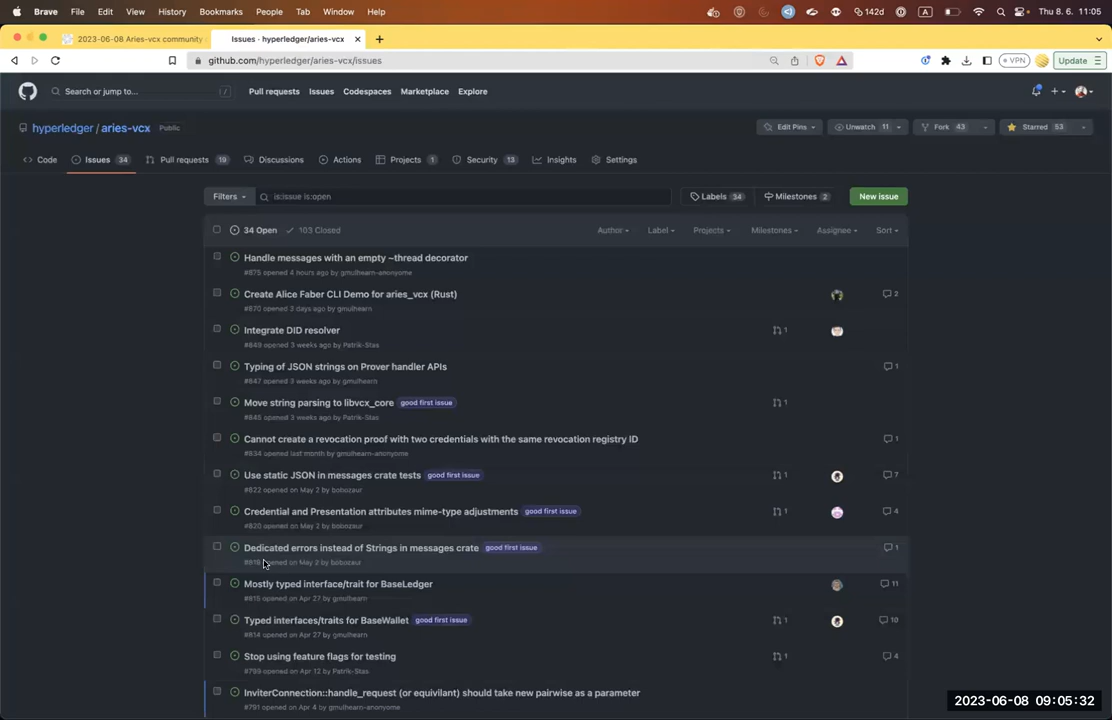 Brave File Edit View History Bookmarks People Tab Window Help 142d A Thu 8. 6. 11:05
2023-06-08 Aries-vcx community Issues · hyperledger/aries-vcx
github.com/hyperledger/aries-vcx/issues VPN Update
Search or jump to... / Pull requests Issues Codespaces Marketplace Explore
hyperledger / aries-vcx Public Edit Pins Unwatch 11 Fork 43 Starred 53
Code Issues 34 Pull requests 19 Discussions Actions Projects 1 Security 13 Insights Settings
Filters is:issue is:open Labels 34 Milestones 2 New issue
34 Open 103 Closed Author Label Projects Milestones Assignee Sort
Handle messages with an empty ~thread decorator
#875 opened 4 hours ago by gmulhearn-anonyome
Create Alice Faber CLI Demo for aries_vcx (Rust) 2
#870 opened 3 days ago by gmulhearn
Integrate DID resolver 1
#849 opened 3 weeks ago by Patrik-Stas
Typing of JSON strings on Prover handler APIs 1
#847 opened 3 weeks ago by gmulhearn
Move string parsing to libvcx_core good first issue 1
#845 opened 3 weeks ago by Patrik-Stas
Cannot create a revocation proof with two credentials with the same revocation registry ID 1
#834 opened last month by gmulhearn-anonyome
Use static JSON in messages crate tests good first issue 1 7
#822 opened on May 2 by bobozaur
Credential and Presentation attributes mime-type adjustments good first issue 1 4
#820 opened on May 2 by bobozaur
Dedicated errors instead of Strings in messages crate good first issue 1
opened on May 2 by bobozaur
Mostly typed interface/trait for BaseLedger 11
#815 opened on Apr 27 by gmulhearn
Typed interfaces/traits for BaseWallet good first issue 1 10
#814 opened on Apr 27 by gmulhearn
Stop using feature flags for testing 1 4
#799 opened on Apr 12 by Patrik-Stas
InviterConnection::handle_request (or equivilant) should take new pairwise as a parameter
#791 opened on Apr 4 by gmulhearn-anonyome
2023-06-08 09:05:32